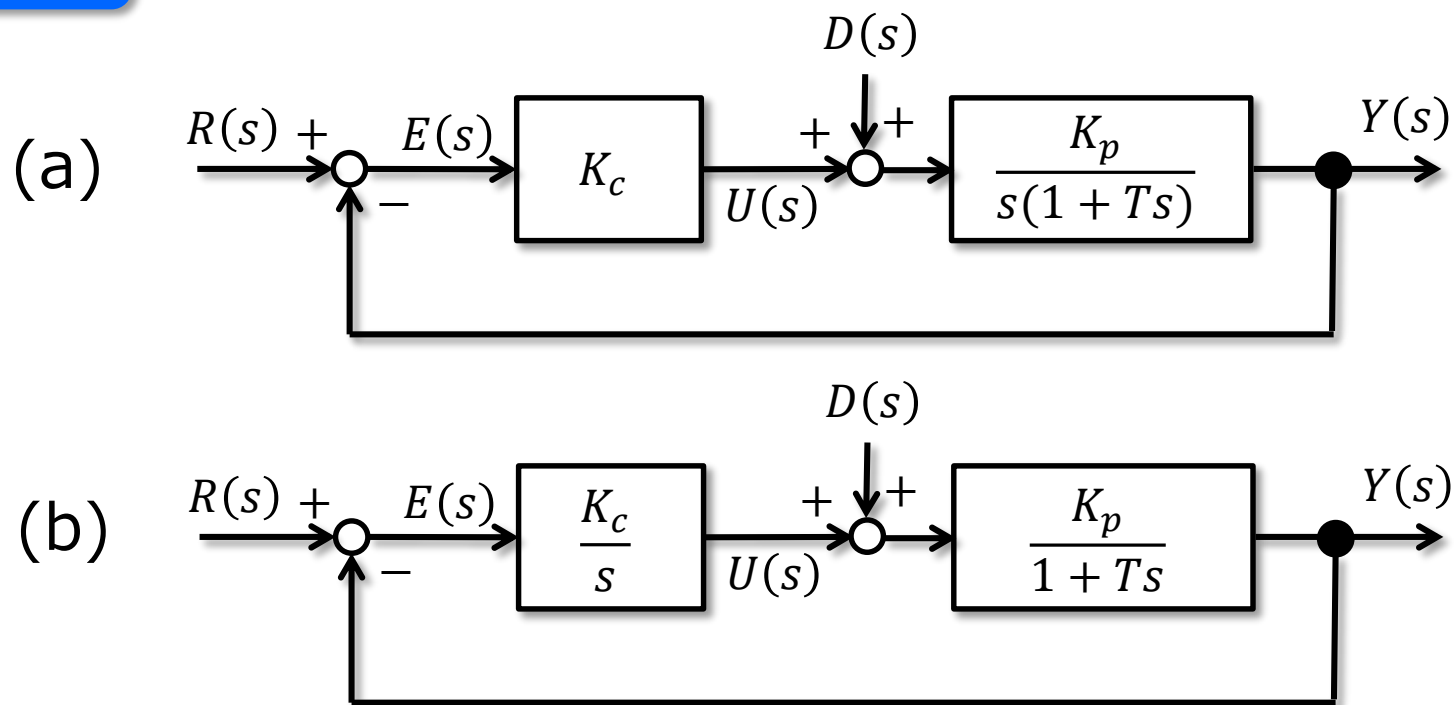 D(s)
(a) R(s) + E(s) K_c + + K_p Y(s)
− U(s) s(1 + Ts)
D(s)
(b) R(s) + E(s) K_c + + K_p Y(s)
− s U(s) 1 + Ts